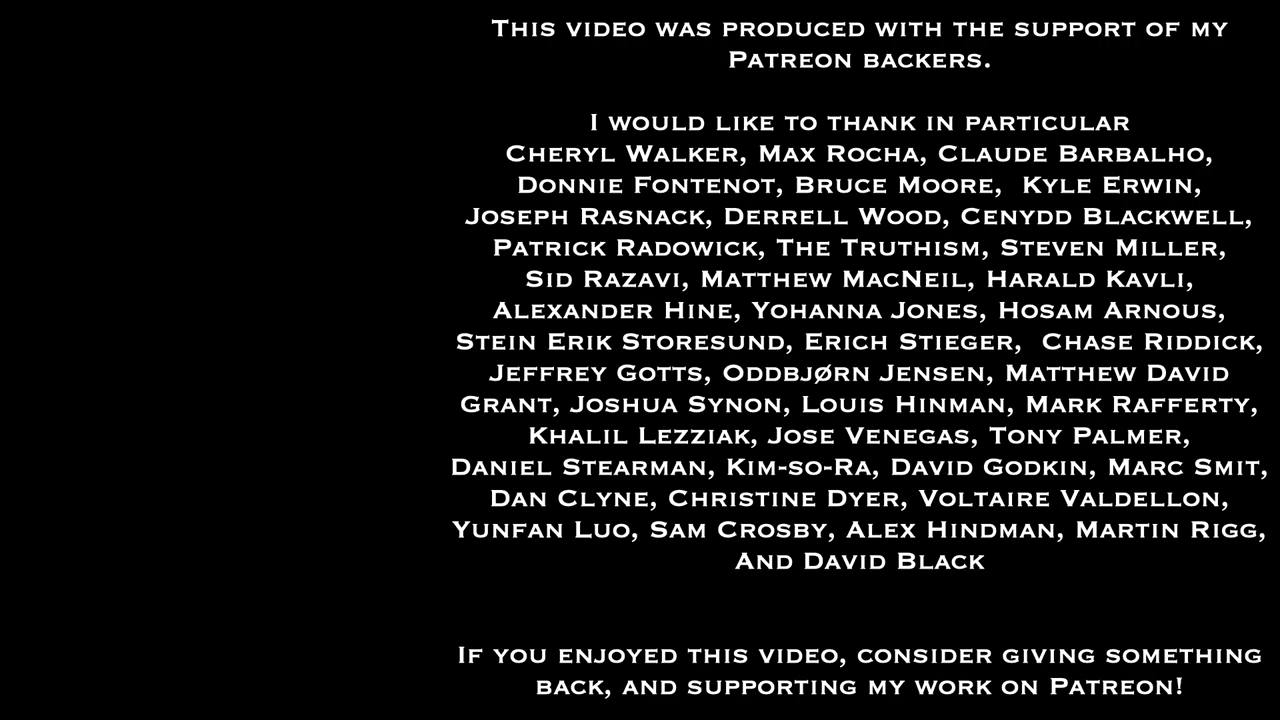 This video was produced with the support of my
Patreon backers.
I would like to thank in particular
Cheryl Walker, Max Rocha, Claude Barbalho,
Donnie Fontenot, Bruce Moore,  Kyle Erwin,
Joseph Rasnack, Derrell Wood, Cenydd Blackwell,
Patrick Radowick, The Truthism, Steven Miller,
Sid Razavi, Matthew MacNeil, Harald Kavli,
Alexander Hine, Yohanna Jones, Hosam Arnous,
Stein Erik Storesund, Erich Stieger,  Chase Riddick,
Jeffrey Gotts, Oddbjørn Jensen, Matthew David
Grant, Joshua Synon, Louis Hinman, Mark Rafferty,
Khalil Lezziak, Jose Venegas, Tony Palmer,
Daniel Stearman, Kim-so-Ra, David Godkin, Marc Smit,
Dan Clyne, Christine Dyer, Voltaire Valdellon,
Yunfan Luo, Sam Crosby, Alex Hindman, Martin Rigg,
And David Black
If you enjoyed this video, consider giving something
back, and supporting my work on Patreon!